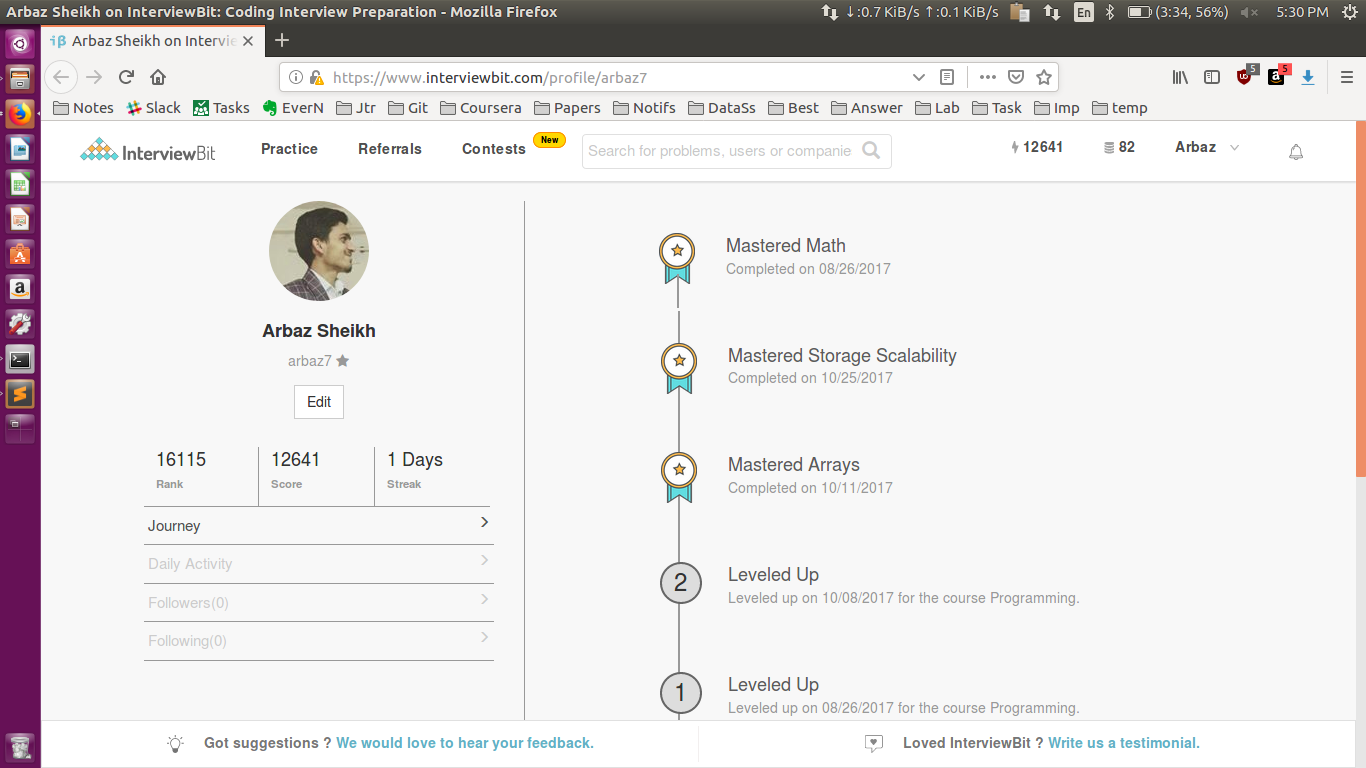 Arbaz Sheikh on InterviewBit: Coding Interview Preparation - Mozilla Firefox
↓:0.7 KiB/s ↑:0.1 KiB/s En (3:34, 56%) 5:30 PM
iβ Arbaz Sheikh on Intervie
https://www.interviewbit.com/profile/arbaz7
5 5
Notes Slack Tasks EverN Jtr Git Coursera Papers Notifs DataSs Best Answer Lab Task Imp temp
InterviewBit Practice Referrals Contests New Search for problems, users or companie 12641 82 Arbaz
Arbaz Sheikh
arbaz7
Edit
16115 12641 1 Days
Rank Score Streak
Journey
Daily Activity
Followers(0)
Following(0)
Mastered Math
Completed on 08/26/2017
Mastered Storage Scalability
Completed on 10/25/2017
Mastered Arrays
Completed on 10/11/2017
2 Leveled Up
Leveled up on 10/08/2017 for the course Programming.
1 Leveled Up
Leveled up on 08/26/2017 for the course Programming.
Got suggestions ? We would love to hear your feedback. Loved InterviewBit ? Write us a testimonial.